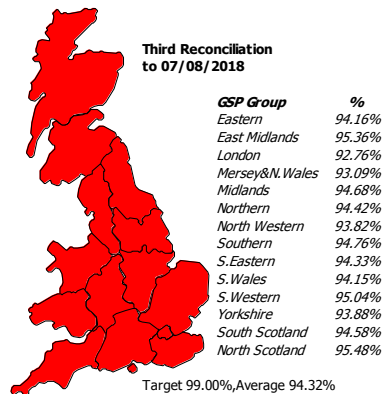 Third Reconciliation
to 07/08/2018
GSP Group %
Eastern 94.16%
East Midlands 95.36%
London 92.76%
Mersey&N.Wales 93.09%
Midlands 94.68%
Northern 94.42%
North Western 93.82%
Southern 94.76%
S.Eastern 94.33%
S.Wales 94.15%
S.Western 95.04%
Yorkshire 93.88%
South Scotland 94.58%
North Scotland 95.48%
Target 99.00%,Average 94.32%